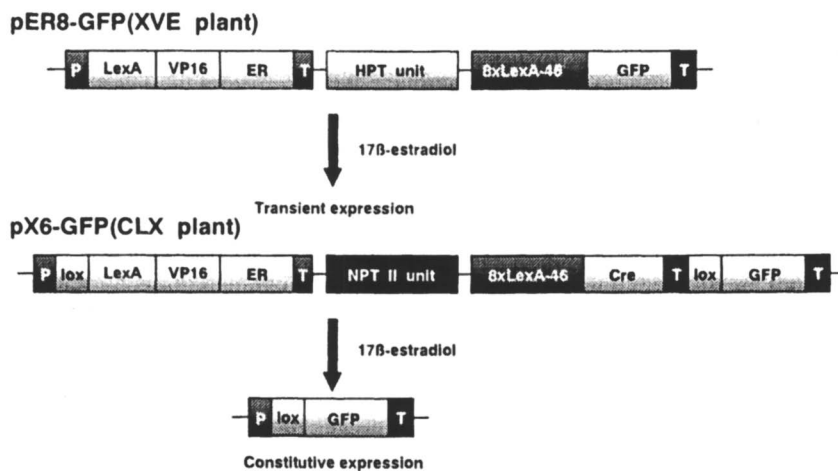 pER8-GFP(XVE plant)
P LexA VP16 ER T HPT unit 8xLexA-46 GFP T
17ß-estradiol
Transient expression
pX6-GFP(CLX plant)
P lox LexA VP16 ER T NPT II unit 8xLexA-46 Cre T lox GFP T
17ß-estradiol
P lox GFP T
Constitutive expression